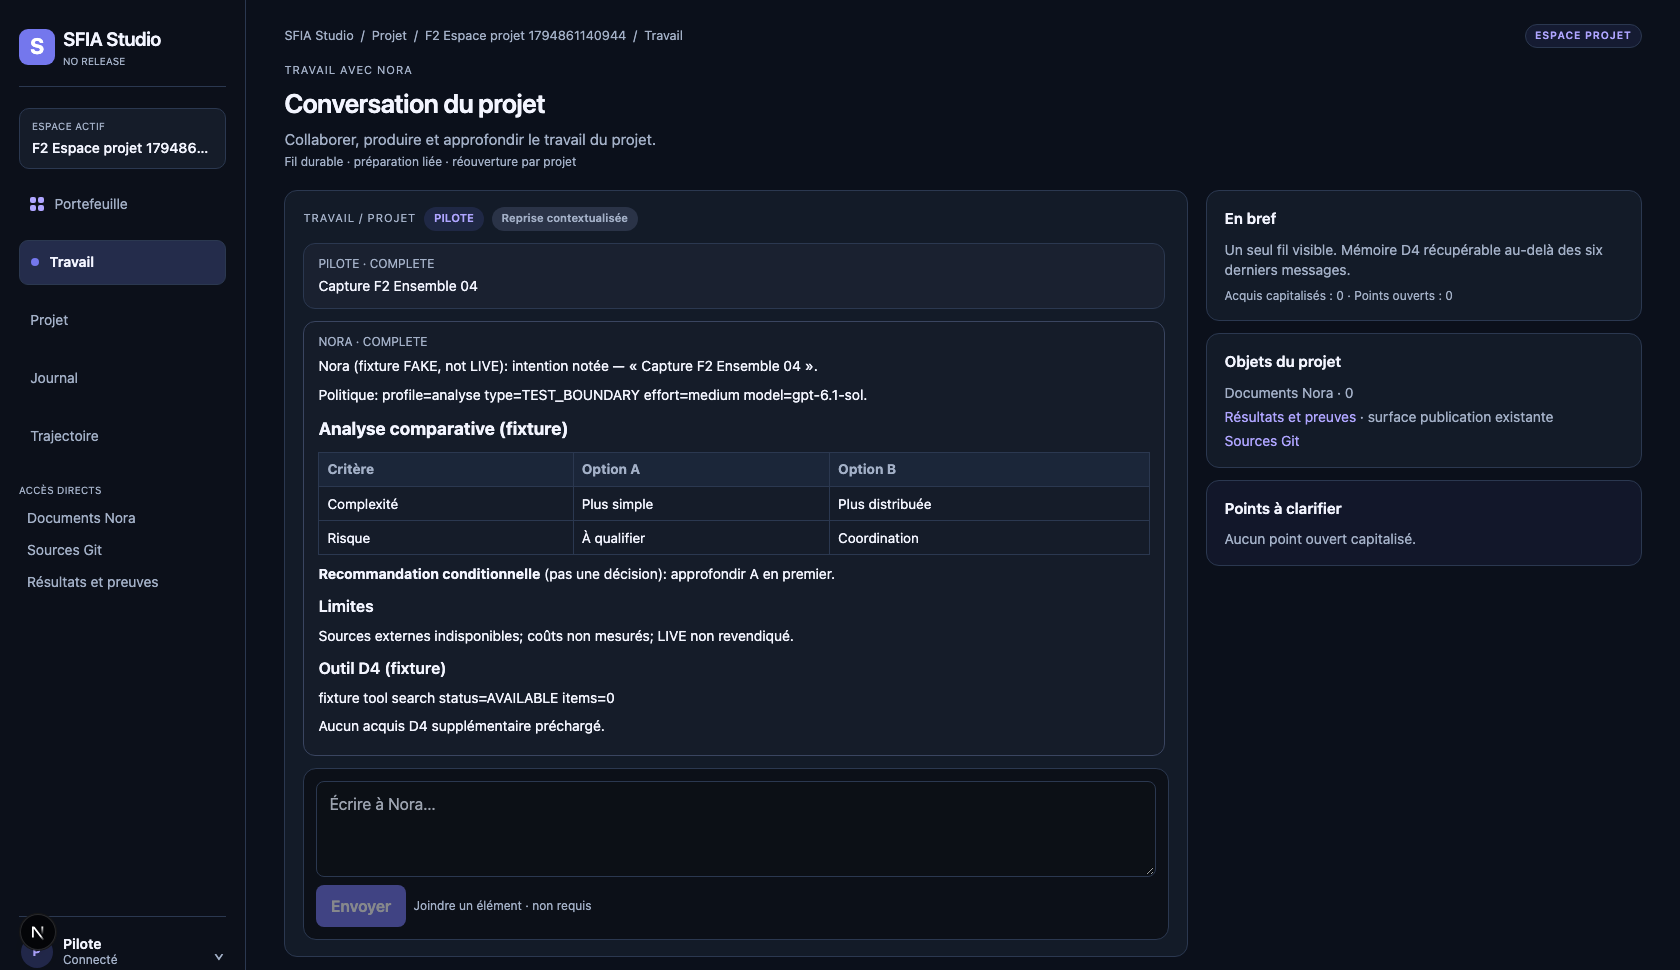 S
SFIA Studio
NO RELEASE
ESPACE ACTIF
F2 Espace projet 179486...
Portefeuille
Travail
Projet
Journal
Trajectoire
ACCÈS DIRECTS
Documents Nora
Sources Git
Résultats et preuves
N
Pilote
Connecté
SFIA Studio / Projet / F2 Espace projet 1794861140944 / Travail
ESPACE PROJET
TRAVAIL AVEC NORA
Conversation du projet
Collaborer, produire et approfondir le travail du projet.
Fil durable · préparation liée · réouverture par projet
TRAVAIL / PROJET PILOTE Reprise contextualisée
PILOTE · COMPLETE
Capture F2 Ensemble 04
NORA · COMPLETE
Nora (fixture FAKE, not LIVE): intention notée — « Capture F2 Ensemble 04 ».
Politique: profile=analyse type=TEST_BOUNDARY effort=medium model=gpt-6.1-sol.
Analyse comparative (fixture)
Critère Option A Option B
Complexité Plus simple Plus distribuée
Risque À qualifier Coordination
Recommandation conditionnelle (pas une décision): approfondir A en premier.
Limites
Sources externes indisponibles; coûts non mesurés; LIVE non revendiqué.
Outil D4 (fixture)
fixture tool search status=AVAILABLE items=0
Aucun acquis D4 supplémentaire préchargé.
Écrire à Nora...
Envoyer Joindre un élément · non requis
En bref
Un seul fil visible. Mémoire D4 récupérable au-delà des six
derniers messages.
Acquis capitalisés : 0 · Points ouverts : 0
Objets du projet
Documents Nora · 0
Résultats et preuves · surface publication existante
Sources Git
Points à clarifier
Aucun point ouvert capitalisé.